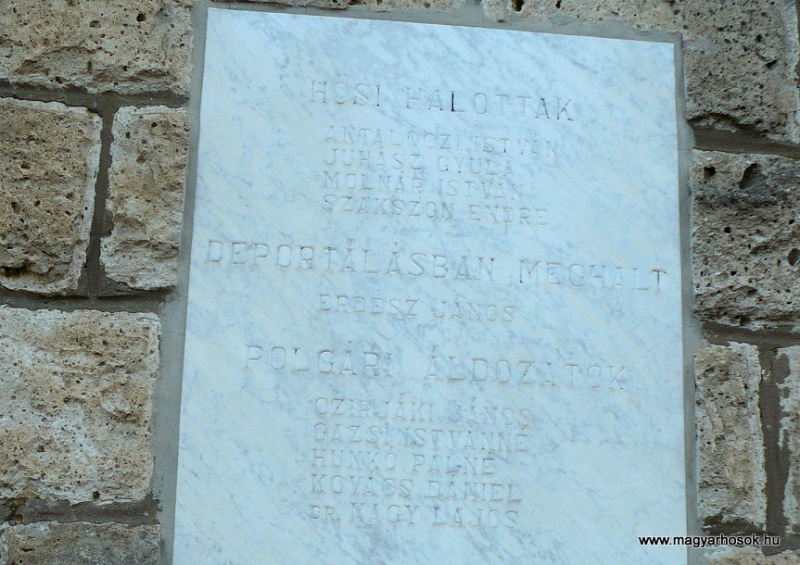 HŐSI HALOTTAK
ANTALÓCZI ISTVÁN
JUHÁSZ GYULA
MOLNÁR ISTVÁN
SZAKSZON ENDRE
DEPORTÁLÁSBAN MEGHALT
ERDÉSZ JÁNOS
POLGÁRI ÁLDOZATOK
CZIRJÁKI JÁNOS
GAZSI ISTVÁNNÉ
HUNKÓ PÁLNÉ
KOVÁCS DÁNIEL
DR. NAGY LAJOS
www.magyarhosok.hu